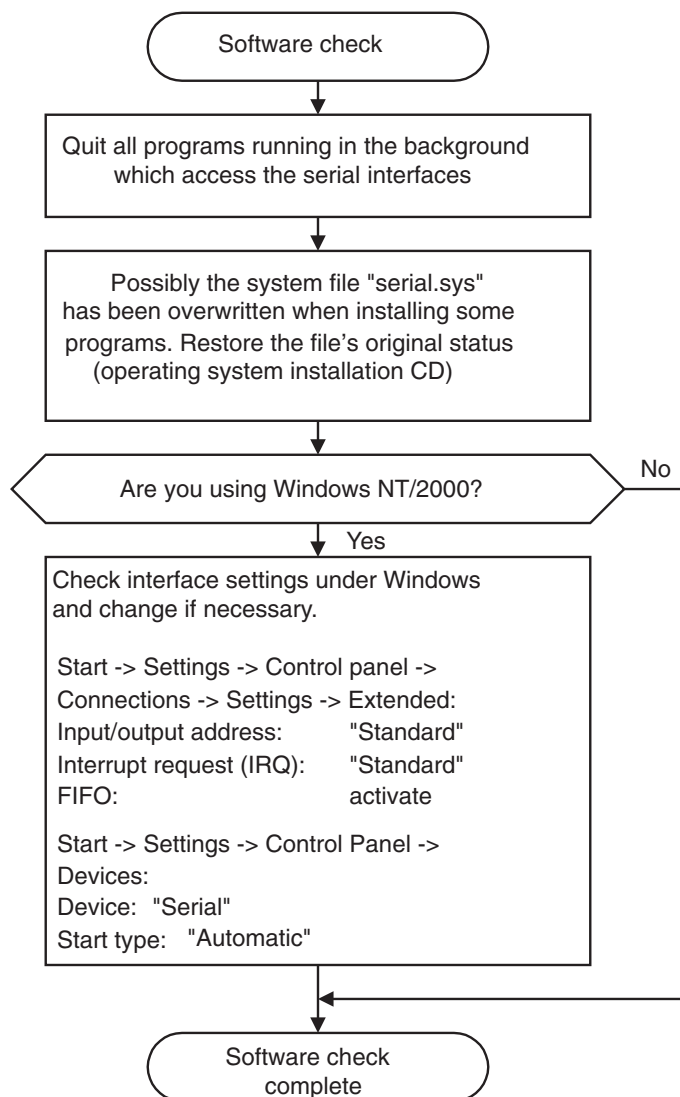 Software check
Quit all programs running in the background
which access the serial interfaces
Possibly the system file "serial.sys"
has been overwritten when installing some
programs. Restore the file's original status
(operating system installation CD)
Are you using Windows NT/2000?
No
Yes
Check interface settings under Windows
and change if necessary.
Start -> Settings -> Control panel ->
Connections -> Settings -> Extended:
Input/output address: "Standard"
Interrupt request (IRQ): "Standard"
FIFO: activate
Start -> Settings -> Control Panel ->
Devices:
Device: "Serial"
Start type: "Automatic"
Software check
complete